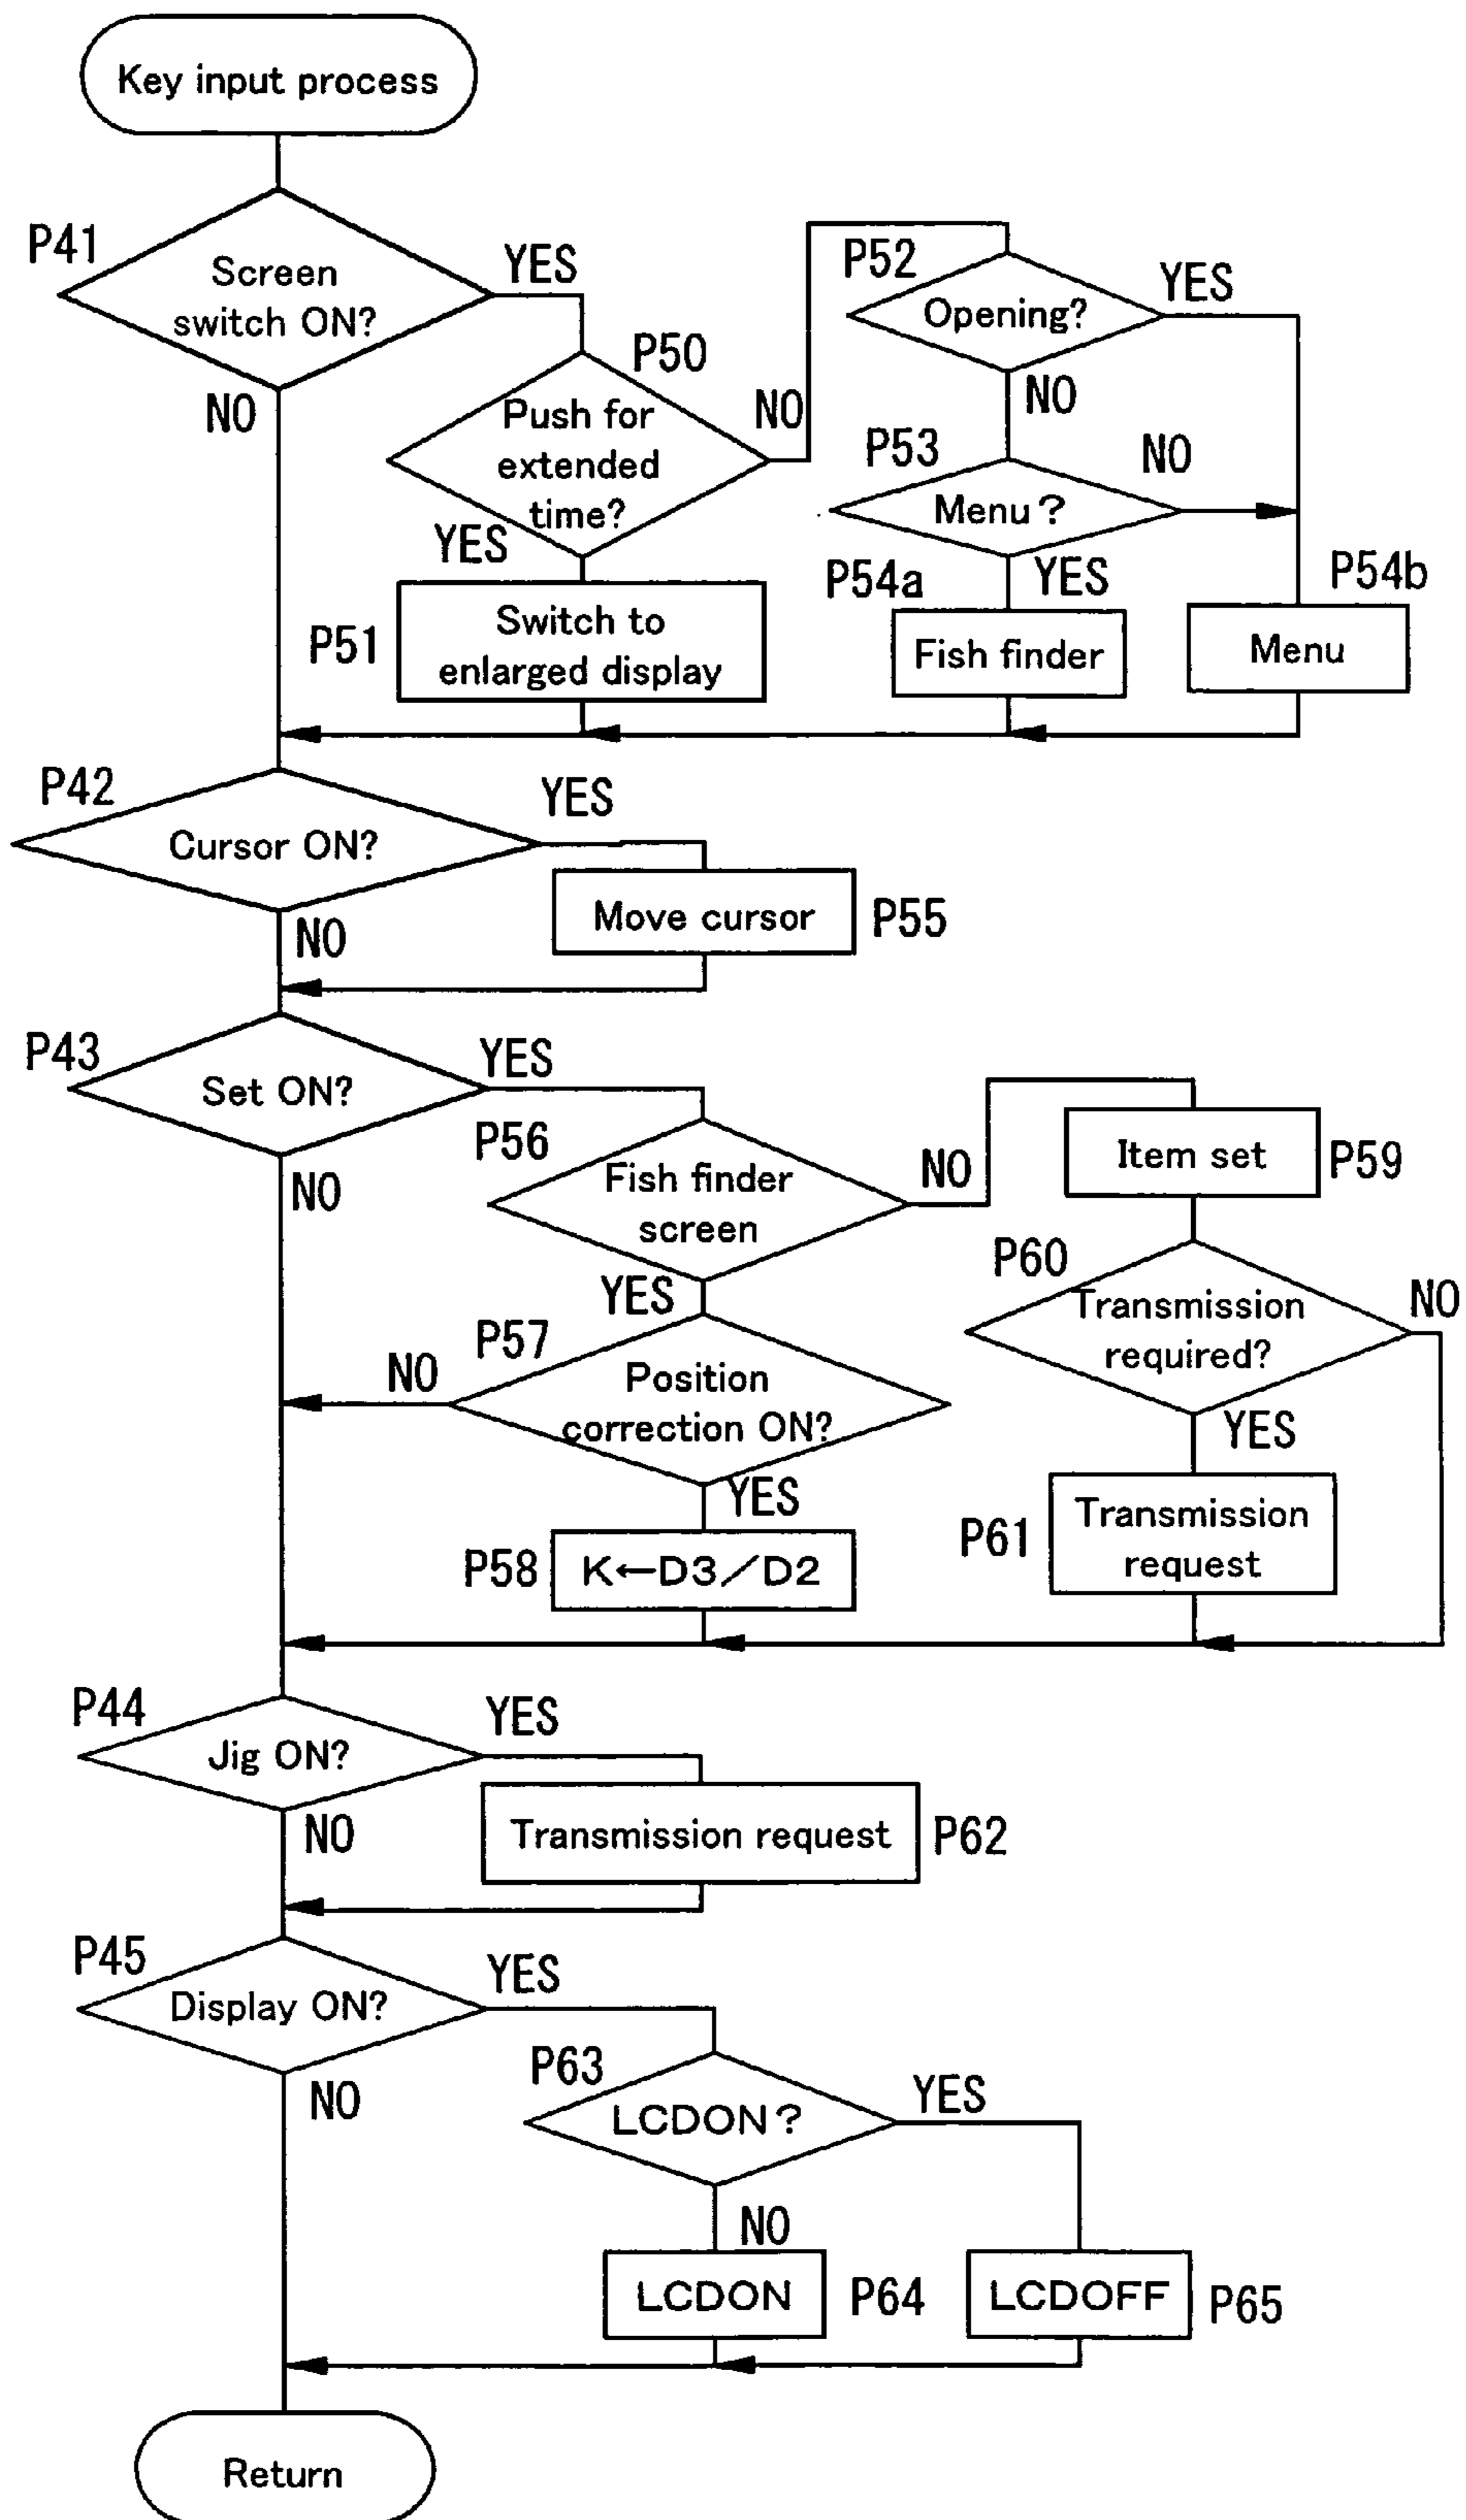 Key input process
P41
Screen
switch ON?
YES
NO
P50
Push for
extended
time?
NO
YES
P52
Opening?
YES
NO
P53
Menu?
NO
YES
P51
Switch to
enlarged display
P54a
Fish finder
P54b
Menu
P42
Cursor ON?
YES
NO
Move cursor
P55
P43
Set ON?
YES
NO
P56
Fish finder
screen
NO
YES
Item set
P59
P60
Transmission
required?
NO
YES
P57
Position
correction ON?
NO
YES
P58
K←D3/D2
P61
Transmission
request
P44
Jig ON?
YES
NO
Transmission request
P62
P45
Display ON?
YES
NO
P63
LCDON?
YES
NO
LCDON
P64
LCDOFF
P65
Return